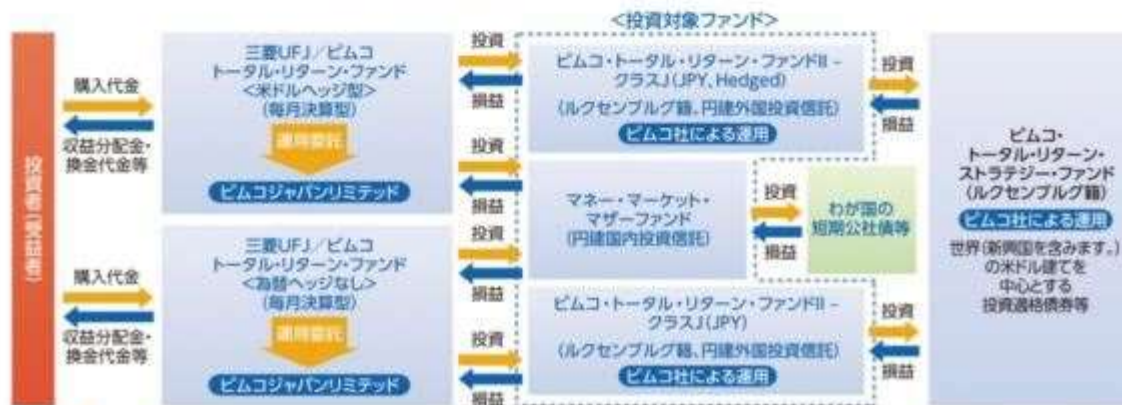 <投資対象ファンド>
投資者(受益者)
購入代金
収益分配金・
換金代金等
三菱UFJ/ピムコ
トータル・リターン・ファンド
<米ドルヘッジ型>
(毎月決算型)
運用委託
ピムコジャパンリミテッド
投資
損益
投資
損益
ピムコ・トータル・リターン・ファンドII –
クラスJ(JPY、Hedged)
(ルクセンブルグ籍、円建外国投資信託)
ピムコ社による運用
投資
損益
マネー・マーケット・
マザーファンド
(円建国内投資信託)
投資
損益
わが国の
短期公社債等
購入代金
収益分配金・
換金代金等
三菱UFJ/ピムコ
トータル・リターン・ファンド
<為替ヘッジなし>
(毎月決算型)
運用委託
ピムコジャパンリミテッド
投資
損益
投資
損益
ピムコ・トータル・リターン・ファンドII –
クラスJ(JPY)
(ルクセンブルグ籍、円建外国投資信託)
ピムコ社による運用
投資
損益
ピムコ・
トータル・リターン・
ストラテジー・ファンド
(ルクセンブルグ籍)
ピムコ社による運用
世界(新興国を含みます。)
の米ドル建てを
中心とする
投資適格債券等